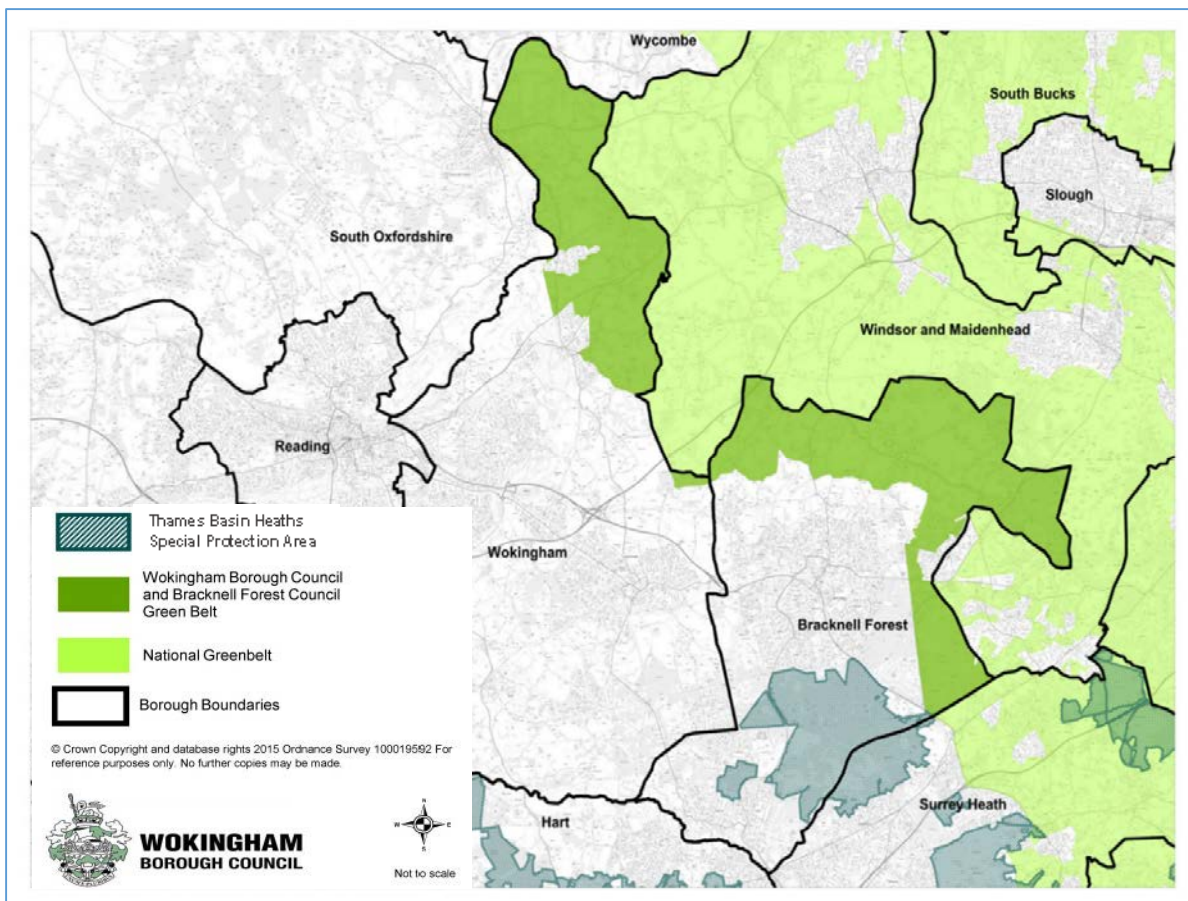 Wycombe
South Bucks
Slough
South Oxfordshire
Windsor and Maidenhead
Reading
Wokingham
Bracknell Forest
Surrey Heath
Hart
Thames Basin Heaths
Special Protection Area
Wokingham Borough Council
and Bracknell Forest Council
Green Belt
National Greenbelt
Borough Boundaries
© Crown Copyright and database rights 2015 Ordnance Survey 100019592 For
reference purposes only. No further copies may be made.
WOKINGHAM
BOROUGH COUNCIL
N
W E
S
Not to scale